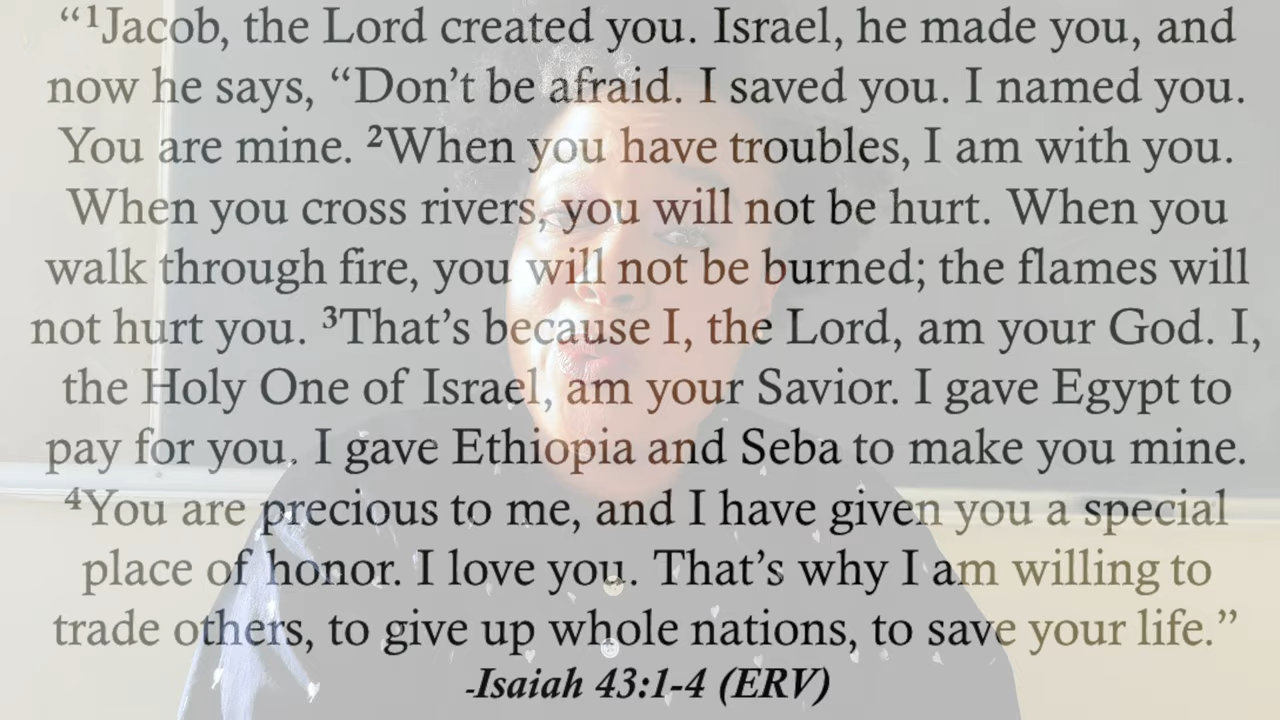 “¹Jacob, the Lord created you. Israel, he made you, and
now he says, “Don’t be afraid. I saved you. I named you.
You are mine. ²When you have troubles, I am with you.
When you cross rivers, you will not be hurt. When you
walk through fire, you will not be burned; the flames will
not hurt you. ³That’s because I, the Lord, am your God. I,
the Holy One of Israel, am your Savior. I gave Egypt to
pay for you. I gave Ethiopia and Seba to make you mine.
⁴You are precious to me, and I have given you a special
place of honor. I love you. That’s why I am willing to
trade others, to give up whole nations, to save your life.”
-Isaiah 43:1-4 (ERV)